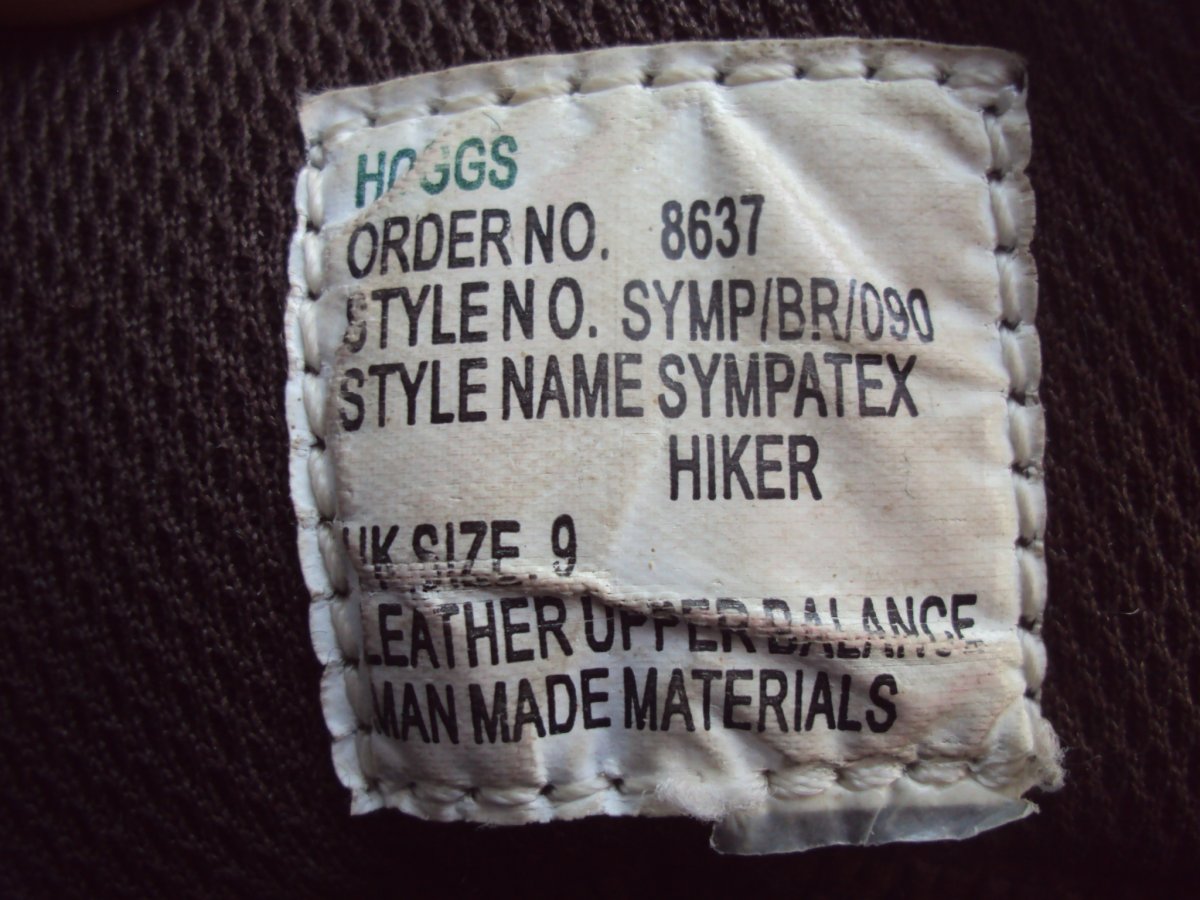 HOGGS
ORDER NO. 8637
STYLE NO. SYMP/BR/090
STYLE NAME SYMPATEX
HIKER
UK SIZE. 9
LEATHER UPPER BALANCE
MAN MADE MATERIALS